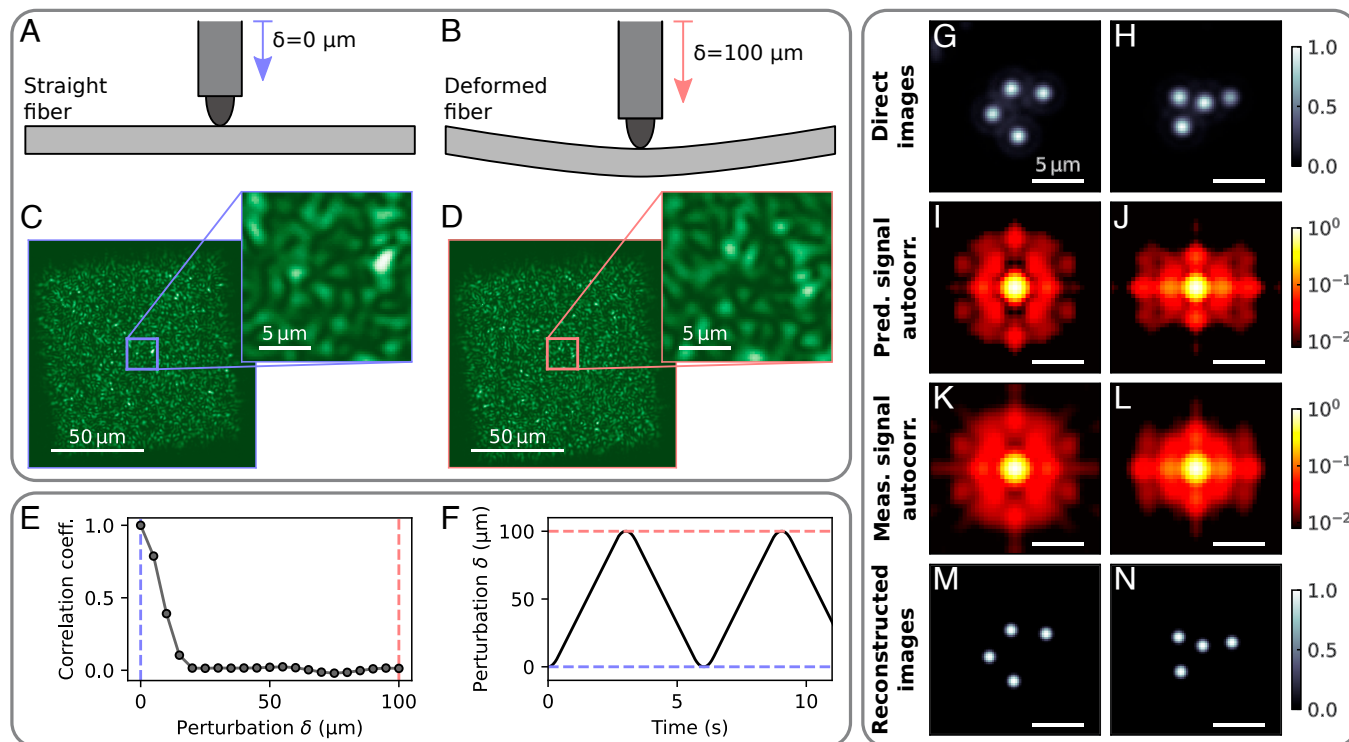 A
δ=0 μm
Straight
fiber
B
δ=100 μm
Deformed
fiber
C
5 μm
50 μm
D
5 μm
50 μm
E
Correlation coeff.
1.0
0.5
0.0
0
50
100
Perturbation δ (μm)
F
Perturbation δ (μm)
100
50
0
0
5
10
Time (s)
Direct
images
G
5 μm
H
1.0
0.5
0.0
Pred. signal
autocorr.
I
J
10⁰
10⁻¹
10⁻²
Meas. signal
autocorr.
K
L
10⁰
10⁻¹
10⁻²
Reconstructed
images
M
N
1.0
0.5
0.0